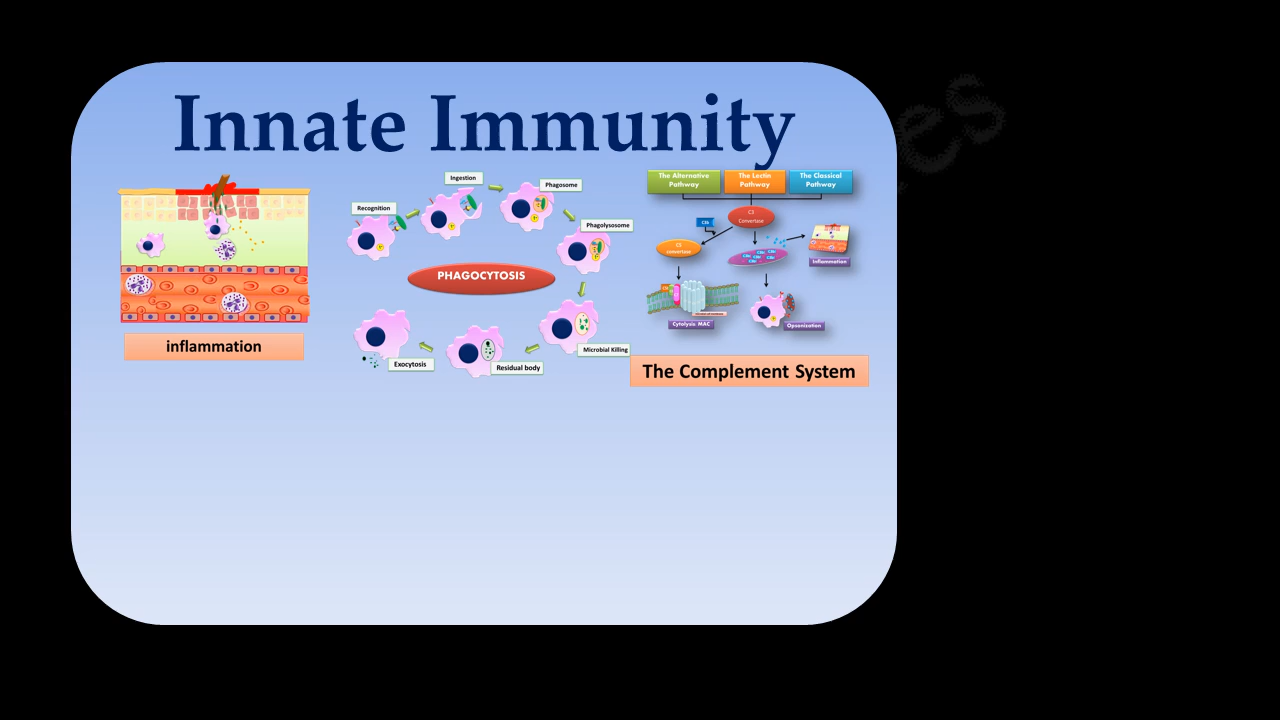 Innate Immunity
inflammation
Recognition
Ingestion
Phagosome
Phagolysosome
Microbial Killing
Residual body
Exocytosis
PHAGOCYTOSIS
The Alternative
Pathway
The Lectin
Pathway
The Classical
Pathway
C3
Convertase
C3b
C5
convertase
Inflammation
Cytolysis MAC
Opsonization
The Complement System